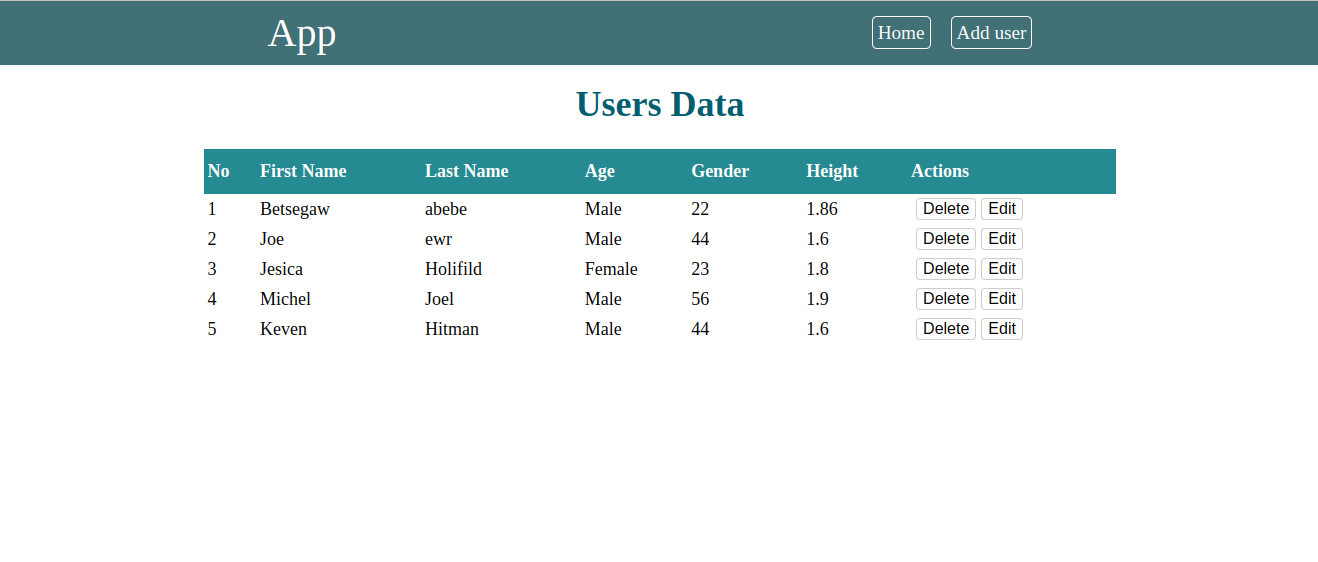 App Home Add user
Users Data
No First Name Last Name Age Gender Height Actions
1 Betsegaw abebe Male 22 1.86 Delete Edit
2 Joe ewr Male 44 1.6 Delete Edit
3 Jesica Holifild Female 23 1.8 Delete Edit
4 Michel Joel Male 56 1.9 Delete Edit
5 Keven Hitman Male 44 1.6 Delete Edit